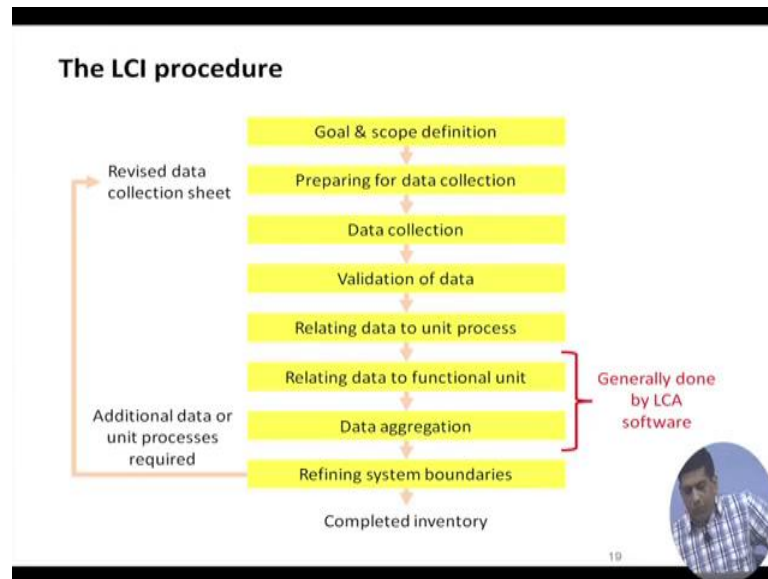 The LCI procedure
Goal & scope definition
Revised data
collection sheet
Preparing for data collection
Data collection
Validation of data
Relating data to unit process
Relating data to functional unit
Generally done
by LCA
software
Additional data or
unit processes
required
Data aggregation
Refining system boundaries
Completed inventory
19